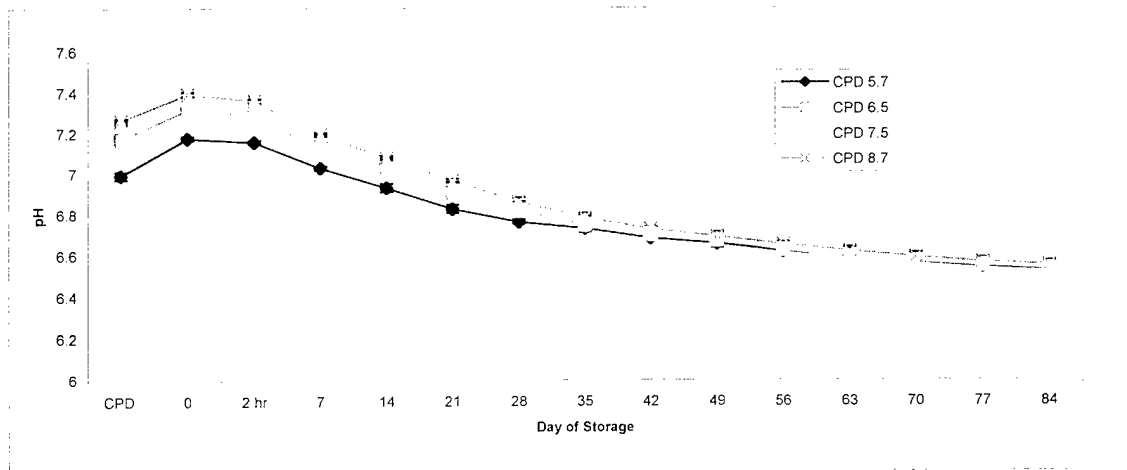 7.6
7.4
7.2
7
6.8
6.6
6.4
6.2
6
pH
CPD 5.7
CPD 6.5
CPD 7.5
CPD 8.7
CPD 0 2 hr 7 14 21 28 35 42 49 56 63 70 77 84
Day of Storage